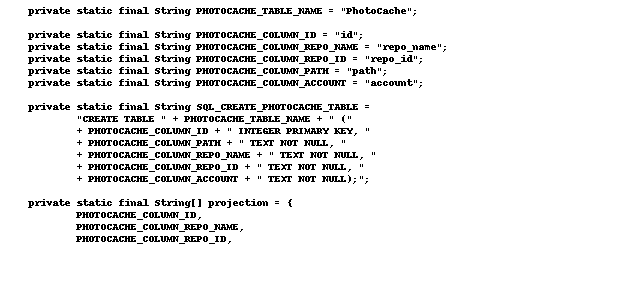 private static final String PHOTOCACHE_TABLE_NAME = "PhotoCache";
private static final String PHOTOCACHE_COLUMN_ID = "id";
private static final String PHOTOCACHE_COLUMN_REPO_NAME = "repo_name";
private static final String PHOTOCACHE_COLUMN_REPO_ID = "repo_id";
private static final String PHOTOCACHE_COLUMN_PATH = "path";
private static final String PHOTOCACHE_COLUMN_ACCOUNT = "account";
private static final String SQL_CREATE_PHOTOCACHE_TABLE =
"CREATE TABLE " + PHOTOCACHE_TABLE_NAME + " ("
+ PHOTOCACHE_COLUMN_ID + " INTEGER PRIMARY KEY, "
+ PHOTOCACHE_COLUMN_PATH + " TEXT NOT NULL, "
+ PHOTOCACHE_COLUMN_REPO_NAME + " TEXT NOT NULL, "
+ PHOTOCACHE_COLUMN_REPO_ID + " TEXT NOT NULL, "
+ PHOTOCACHE_COLUMN_ACCOUNT + " TEXT NOT NULL);";
private static final String[] projection = {
PHOTOCACHE_COLUMN_ID,
PHOTOCACHE_COLUMN_REPO_NAME,
PHOTOCACHE_COLUMN_REPO_ID,